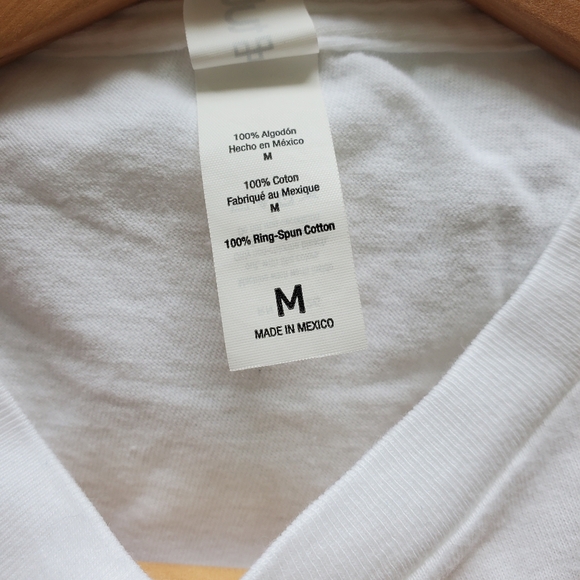 100% Algodón
Hecho en México
M
100% Coton
Fabriqué au Mexique
M
100% Ring-Spun Cotton
M
MADE IN MEXICO